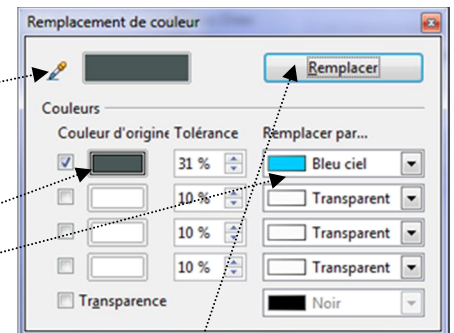 Remplacement de couleur
Remplacer
Couleurs
Couleur d'origine Tolérance Remplacer par...
31 % Bleu ciel
10 % Transparent
10 % Transparent
10 % Transparent
Transparence Noir